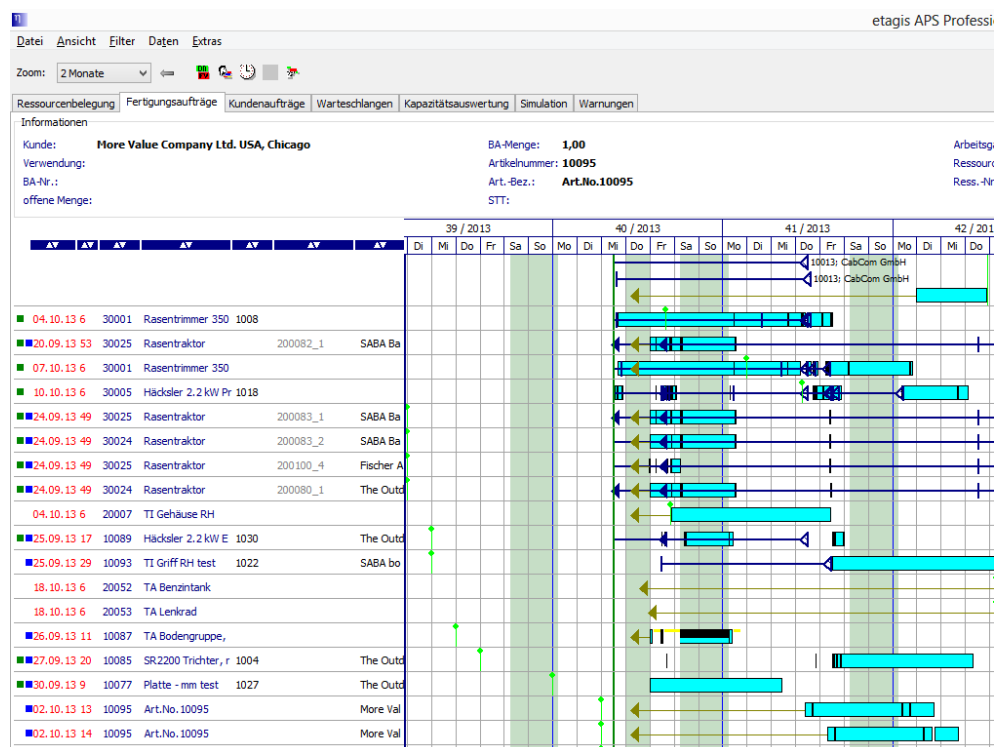 η etagis APS Professi
Datei Ansicht Filter Daten Extras
Zoom: 2 Monate
Ressourcenbelegung Fertigungsaufträge Kundenaufträge Warteschlangen Kapazitätsauswertung Simulation Warnungen
Informationen
Kunde: More Value Company Ltd. USA, Chicago BA-Menge: 1,00 Arbeitsga
Verwendung: Artikelnummer: 10095 Ressourc
BA-Nr.: Art.-Bez.: Art.No.10095 Ress.-Nr
offene Menge: STT:
39 / 2013 40 / 2013 41 / 2013 42 / 201
Di Mi Do Fr Sa So Mo Di Mi Do Fr Sa So Mo Di Mi Do Fr Sa So Mo Di Mi Do
10013; CabCom GmbH
10013; CabCom GmbH
04.10.13 6 30001 Rasentrimmer 350 1008
20.09.13 53 30025 Rasentraktor 200082_1 SABA Ba
07.10.13 6 30001 Rasentrimmer 350
10.10.13 6 30005 Häcksler 2.2 kW Pr 1018
24.09.13 49 30025 Rasentraktor 200083_1 SABA Ba
24.09.13 49 30024 Rasentraktor 200083_2 SABA Ba
24.09.13 49 30025 Rasentraktor 200100_4 Fischer A
24.09.13 49 30024 Rasentraktor 200080_1 The Outd
04.10.13 6 20007 TI Gehäuse RH
25.09.13 17 10089 Häcksler 2.2 kW E 1030 The Outd
25.09.13 29 10093 TI Griff RH test 1022 SABA bo
18.10.13 6 20052 TA Benzintank
18.10.13 6 20053 TA Lenkrad
26.09.13 11 10087 TA Bodengruppe,
27.09.13 20 10085 SR2200 Trichter, r 1004 The Outd
30.09.13 9 10077 Platte - mm test 1027 The Outd
02.10.13 13 10095 Art.No.10095 More Val
02.10.13 14 10095 Art.No.10095 More Val